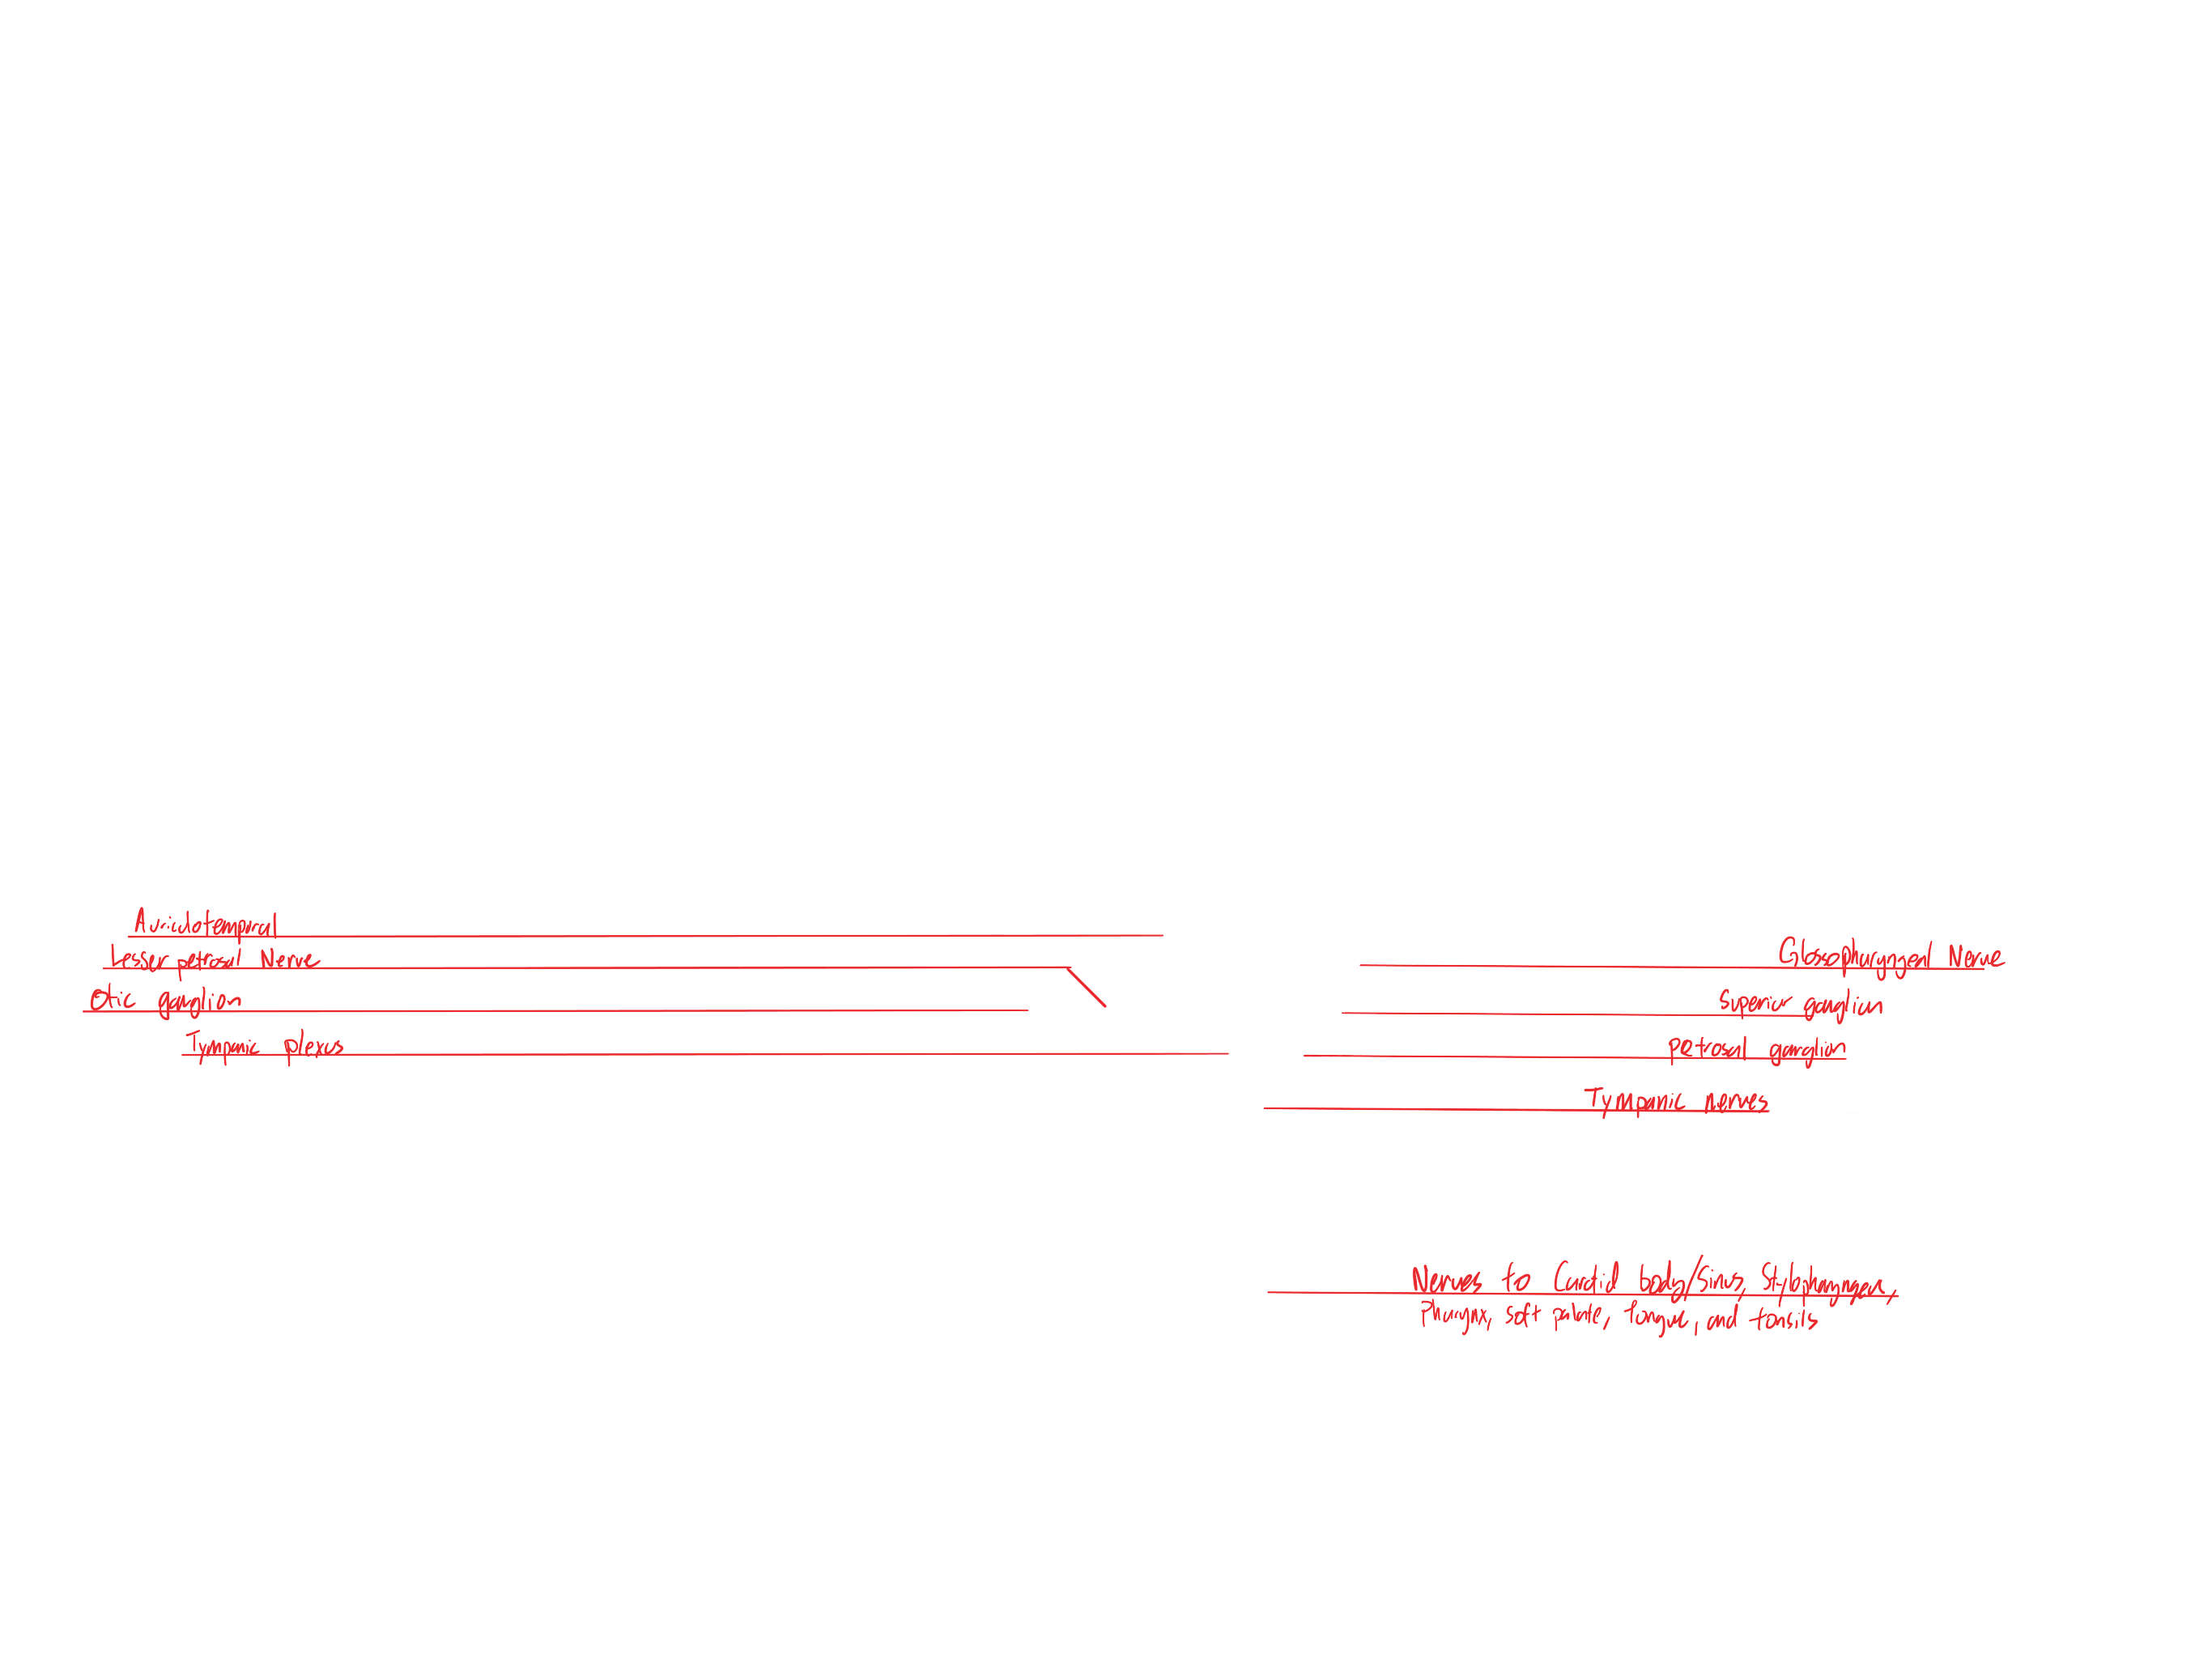 Auriculotemporal
Lesser petrosal Nerve
Otic ganglion
Tympanic plexus
Glossopharyngeal Nerve
Superior ganglion
Petrosal ganglion
Tympanic nerves
Nerves to Carotid body/Sinus, Stylopharyngeus,
Pharynx, soft palate, tongue, and tonsils